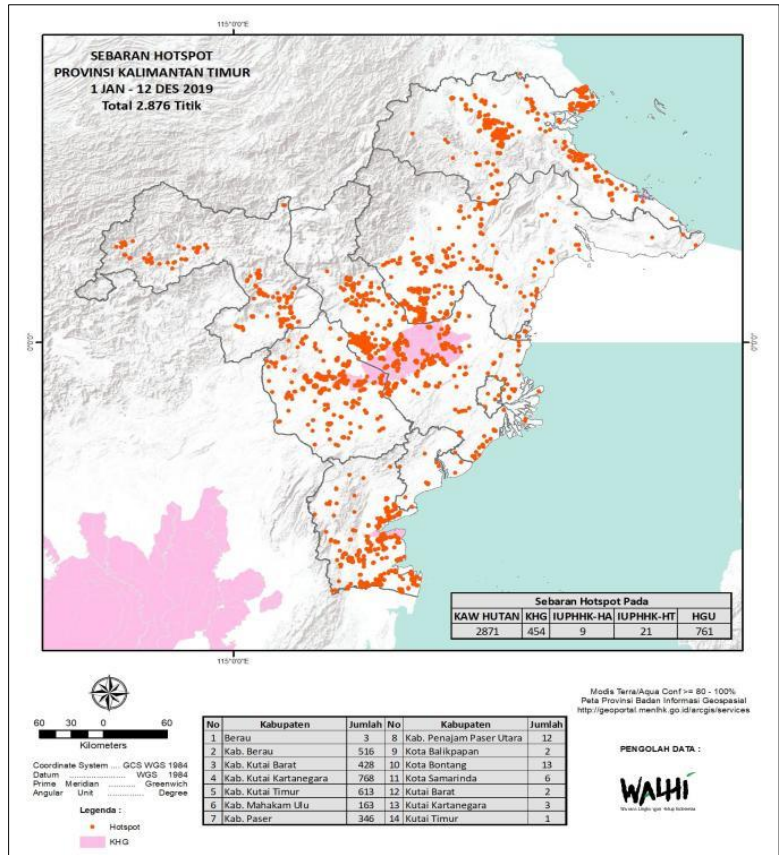 115°0'0"E
SEBARAN HOTSPOT
PROVINSI KALIMANTAN TIMUR
1 JAN - 12 DES 2019
Total 2.876 Titik
0°0'0"
0°0'0"
Sebaran Hotspot Pada
KAW HUTAN KHG IUPHHK-HA IUPHHK-HT HGU
2871 454 9 21 761
115°0'0"E
60 30 0 60
Kilometers
Coordinate System .... GCS WGS 1984
Datum .................... WGS 1984
Prime Meridian ........... Greenwich
Angular Unit .............. Degree
Legenda :
Hotspot
KHG
No Kabupaten Jumlah No Kabupaten Jumlah
1 Berau 3 8 Kab. Penajam Paser Utara 12
2 Kab. Berau 516 9 Kota Balikpapan 2
3 Kab. Kutai Barat 428 10 Kota Bontang 13
4 Kab. Kutai Kartanegara 768 11 Kota Samarinda 6
5 Kab. Kutai Timur 613 12 Kutai Barat 2
6 Kab. Mahakam Ulu 163 13 Kutai Kartanegara 3
7 Kab. Paser 346 14 Kutai Timur 1
Modis Terra/Aqua Conf >= 80 - 100%
Peta Provinsi Badan Informasi Geospasial
http://geoportal.menlhk.go.id/arcgis/services
PENGOLAH DATA :
WALHI